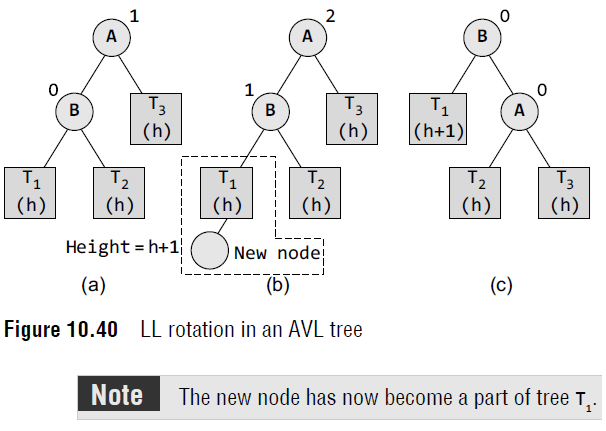 1 2 0
A A B
0 1 0
B T3 (h) B T3 (h) T1 (h+1) A
T1 (h) T2 (h) T1 (h) T2 (h) T2 (h) T3 (h)
Height = h+1 New node
(a) (b) (c)
Figure 10.40 LL rotation in an AVL tree
Note The new node has now become a part of tree T1.